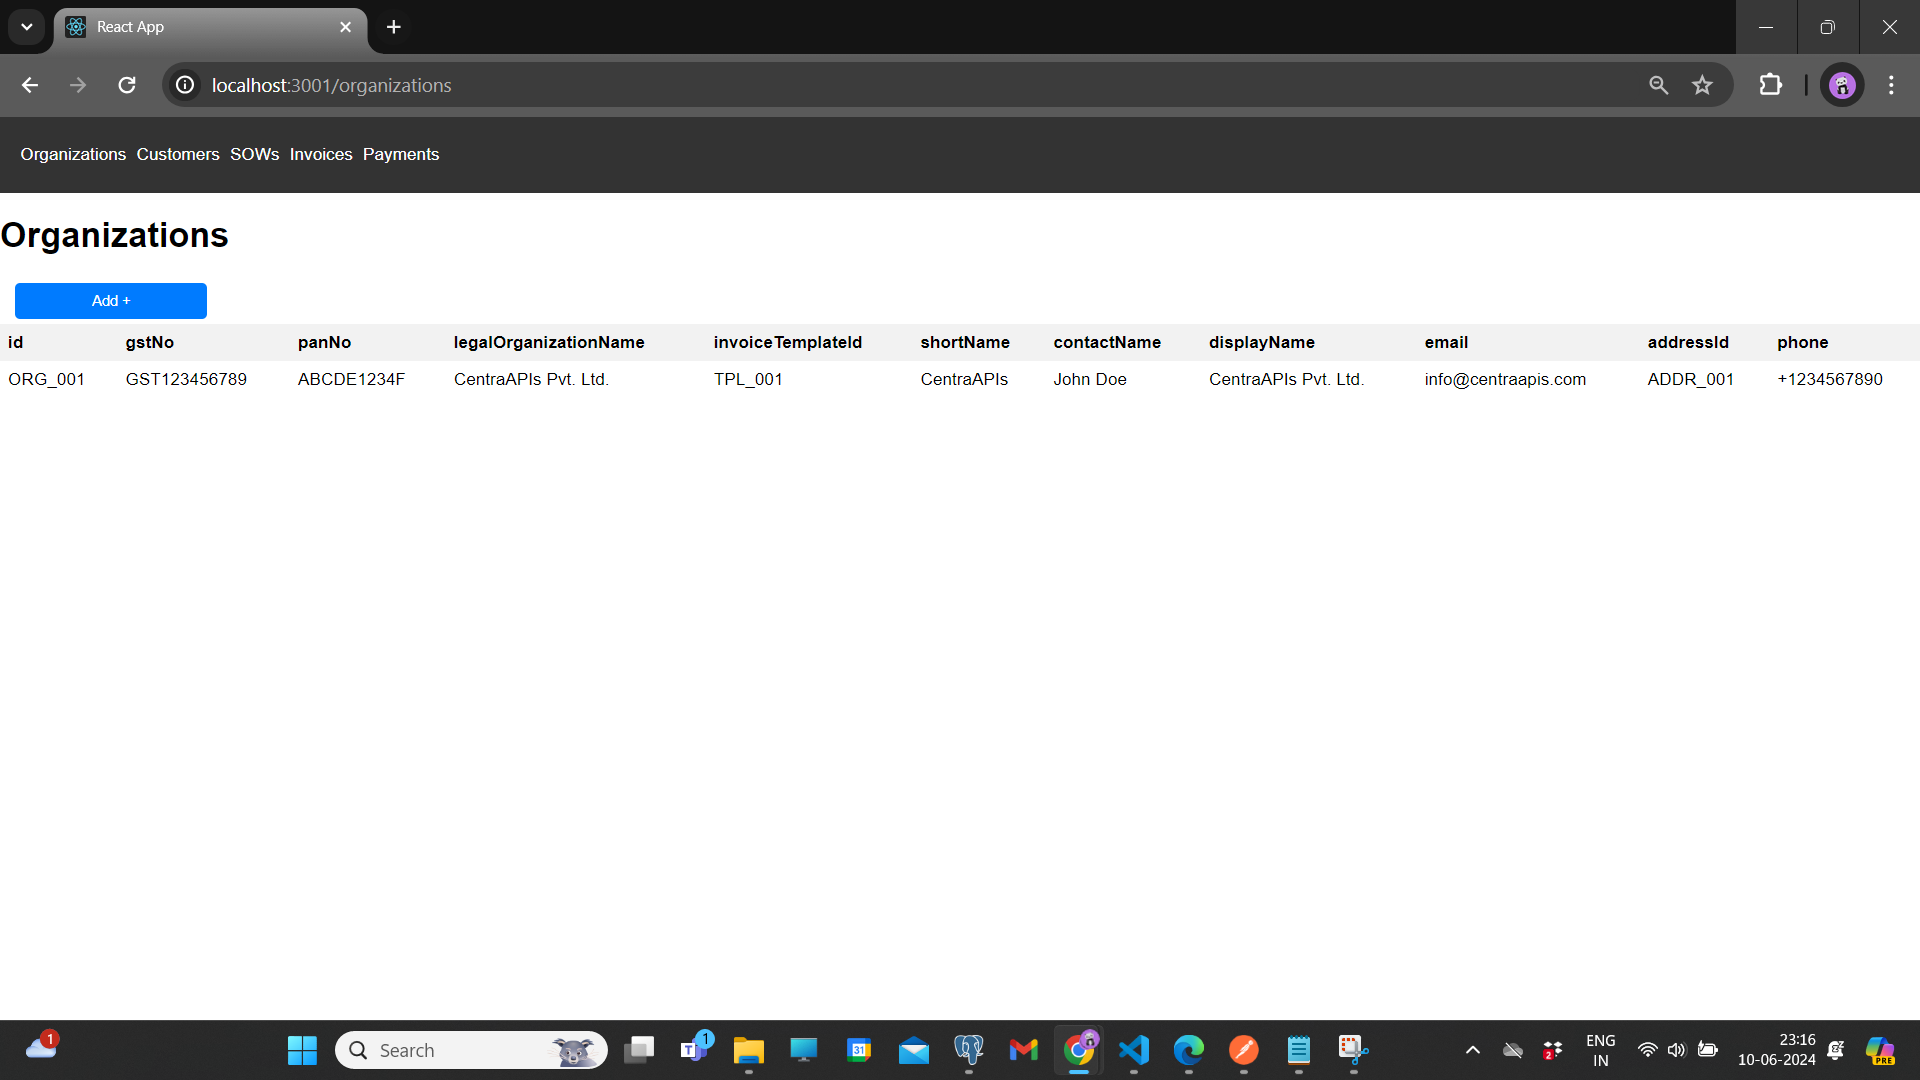 React App
localhost:3001/organizations
Organizations Customers SOWs Invoices Payments
Organizations
Add +
id gstNo panNo legalOrganizationName invoiceTemplateId shortName contactName displayName email addressId phone
ORG_001 GST123456789 ABCDE1234F CentraAPIs Pvt. Ltd. TPL_001 CentraAPIs John Doe CentraAPIs Pvt. Ltd. info@centraapis.com ADDR_001 +1234567890
1
Search
1
31
2
ENG
IN
23:16
10-06-2024
PRE